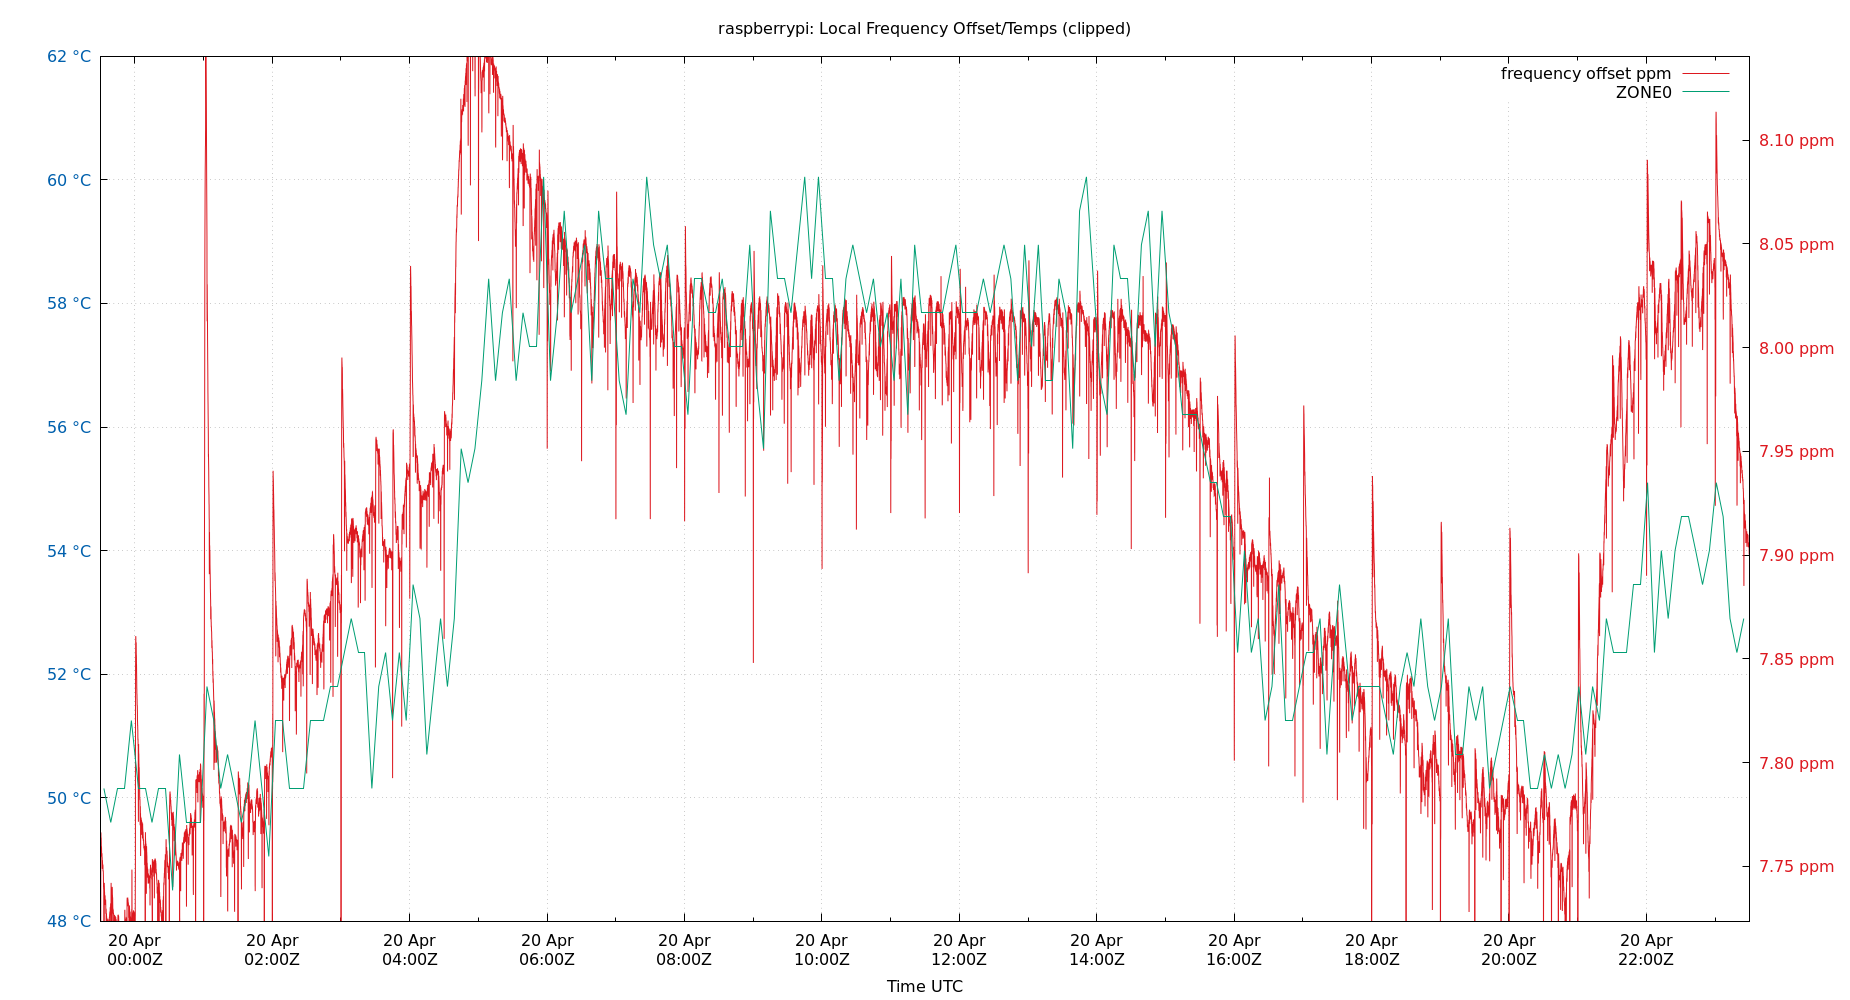 raspberrypi: Local Frequency Offset/Temps (clipped)
frequency offset ppm
ZONE0
62 °C
60 °C
58 °C
56 °C
54 °C
52 °C
50 °C
48 °C
8.10 ppm
8.05 ppm
8.00 ppm
7.95 ppm
7.90 ppm
7.85 ppm
7.80 ppm
7.75 ppm
20 Apr 20 Apr 20 Apr 20 Apr 20 Apr 20 Apr 20 Apr 20 Apr 20 Apr 20 Apr 20 Apr 20 Apr
00:00Z 02:00Z 04:00Z 06:00Z 08:00Z 10:00Z 12:00Z 14:00Z 16:00Z 18:00Z 20:00Z 22:00Z
Time UTC